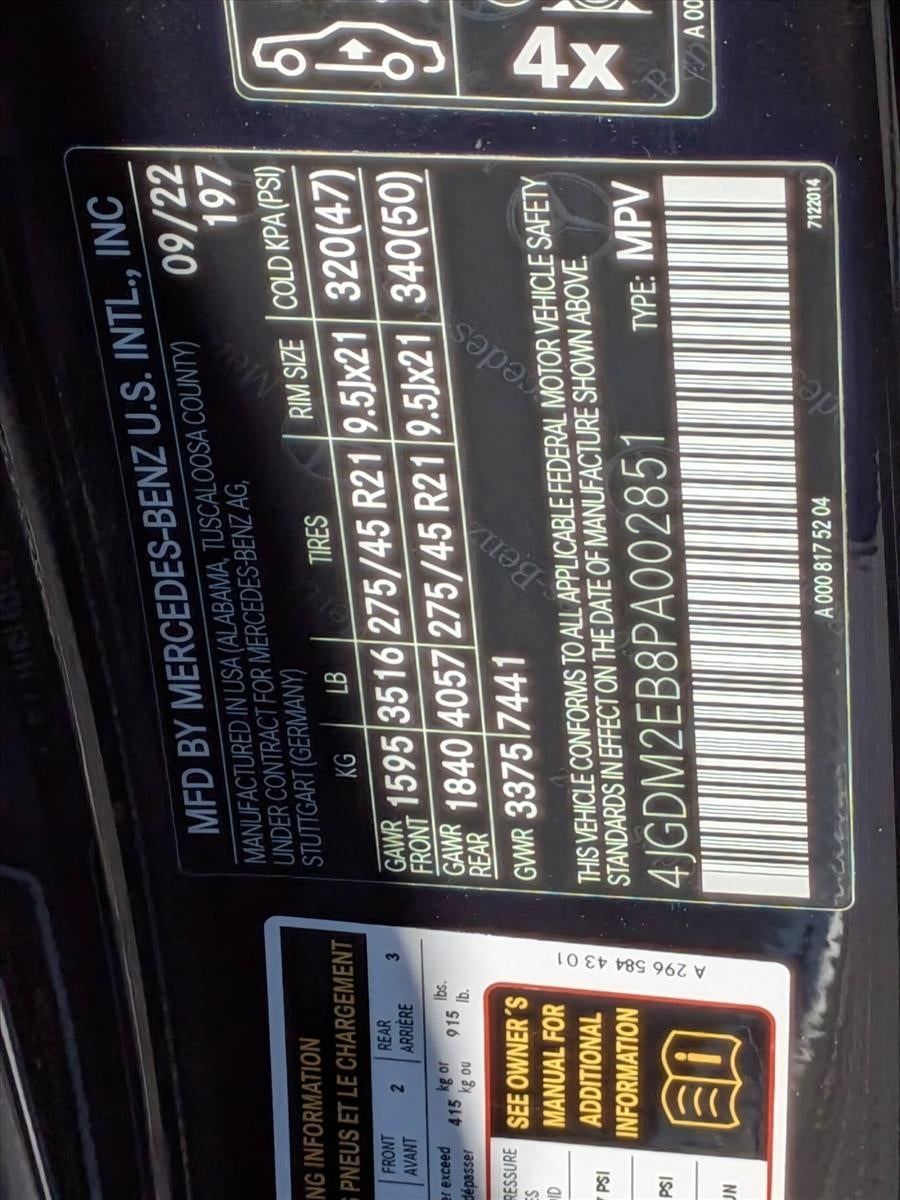 4x
A 00
MFD BY MERCEDES-BENZ U.S. INTL., INC
MANUFACTURED IN USA (ALABAMA, TUSCALOOSA COUNTY) 09/22
UNDER CONTRACT FOR MERCEDES-BENZ AG, 197
STUTTGART (GERMANY)
KG LB TIRES RIM SIZE COLD KPA (PSI)
GAWR FRONT 1595 3516 275/45 R21 9.5Jx21 320(47)
GAWR REAR 1840 4057 275/45 R21 9.5Jx21 340(50)
GVWR 3375 7441
THIS VEHICLE CONFORMS TO ALL APPLICABLE FEDERAL MOTOR VEHICLE SAFETY
STANDARDS IN EFFECT ON THE DATE OF MANUFACTURE SHOWN ABOVE.
4JGDM2EB8PA002851 TYPE: MPV
A 000 817 52 04 7122014
NG INFORMATION
PNEUS ET LE CHARGEMENT
FRONT 2 REAR 3
AVANT ARRIÈRE
er exceed 415 kg or 915 lbs.
dépasser kg ou lb.
RESSURE
SEE OWNER'S
MANUAL FOR
ADDITIONAL
INFORMATION
PSI
PSI
A 296 584 43 01